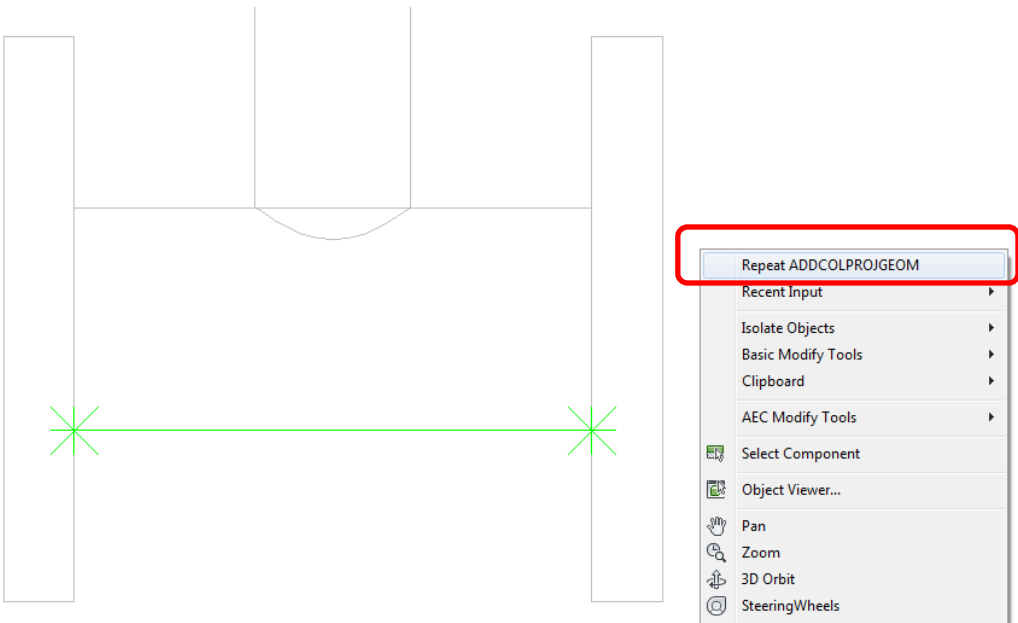 Repeat ADDCOLPROJGEOM
Recent Input
Isolate Objects
Basic Modify Tools
Clipboard
AEC Modify Tools
Select Component
Object Viewer...
Pan
Zoom
3D Orbit
SteeringWheels